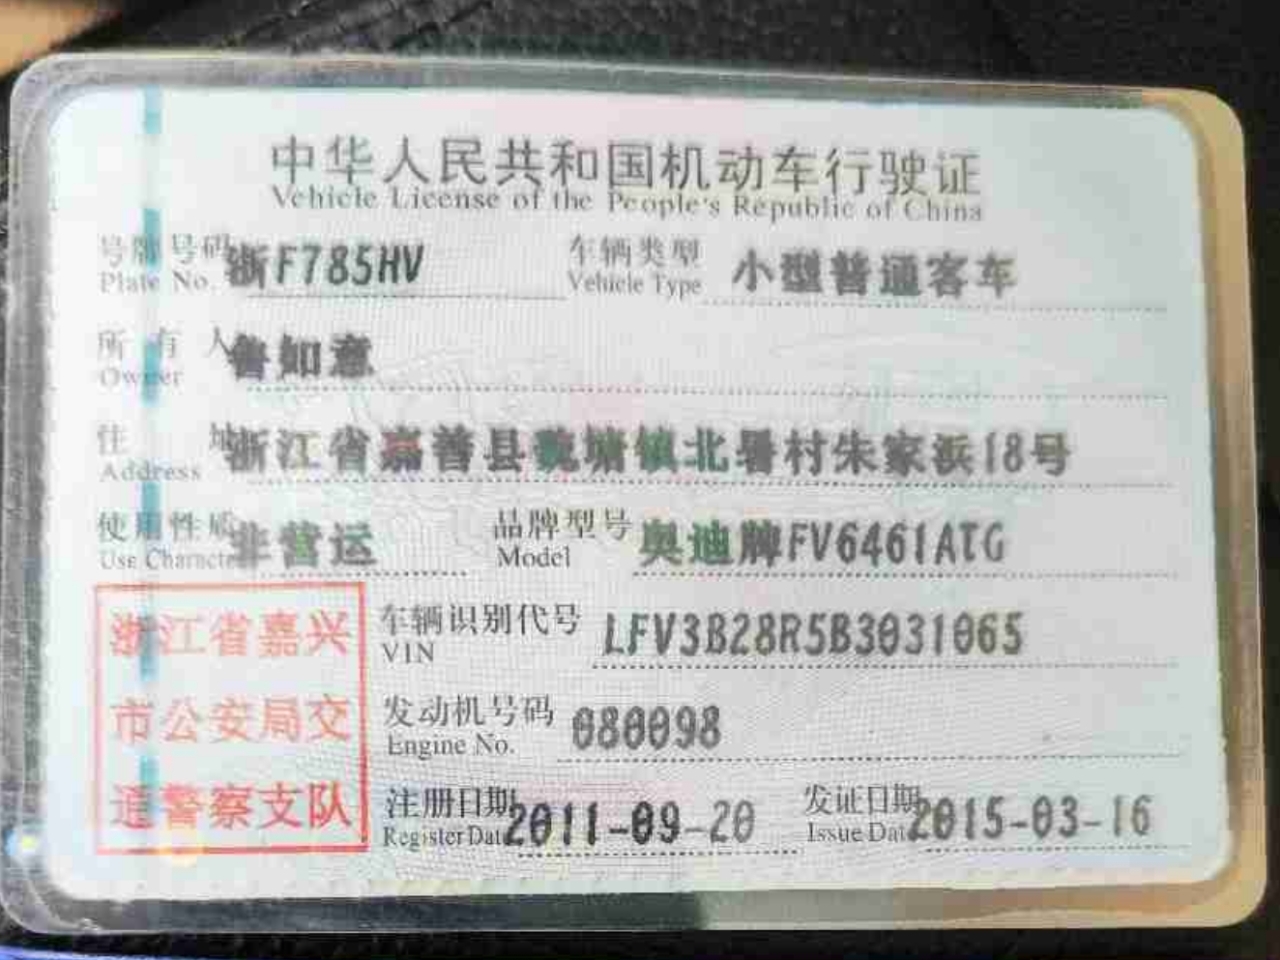 中华人民共和国机动车行驶证
Vehicle License of the People's Republic of China
号牌号码 浙F785HV 车辆类型 小型普通客车
Plate No. Vehicle Type
所有人 鲁如意
Owner
住址 浙江省嘉善县魏塘镇北暑村朱家浜18号
Address
使用性质 非营运 品牌型号 奥迪牌FV6461ATG
Use Character Model
浙江省嘉兴
市公安局交
通警察支队
车辆识别代号 LFV3B28R5B3031065
VIN
发动机号码 080098
Engine No.
注册日期 2011-09-20 发证日期 2015-03-16
Register Date Issue Date